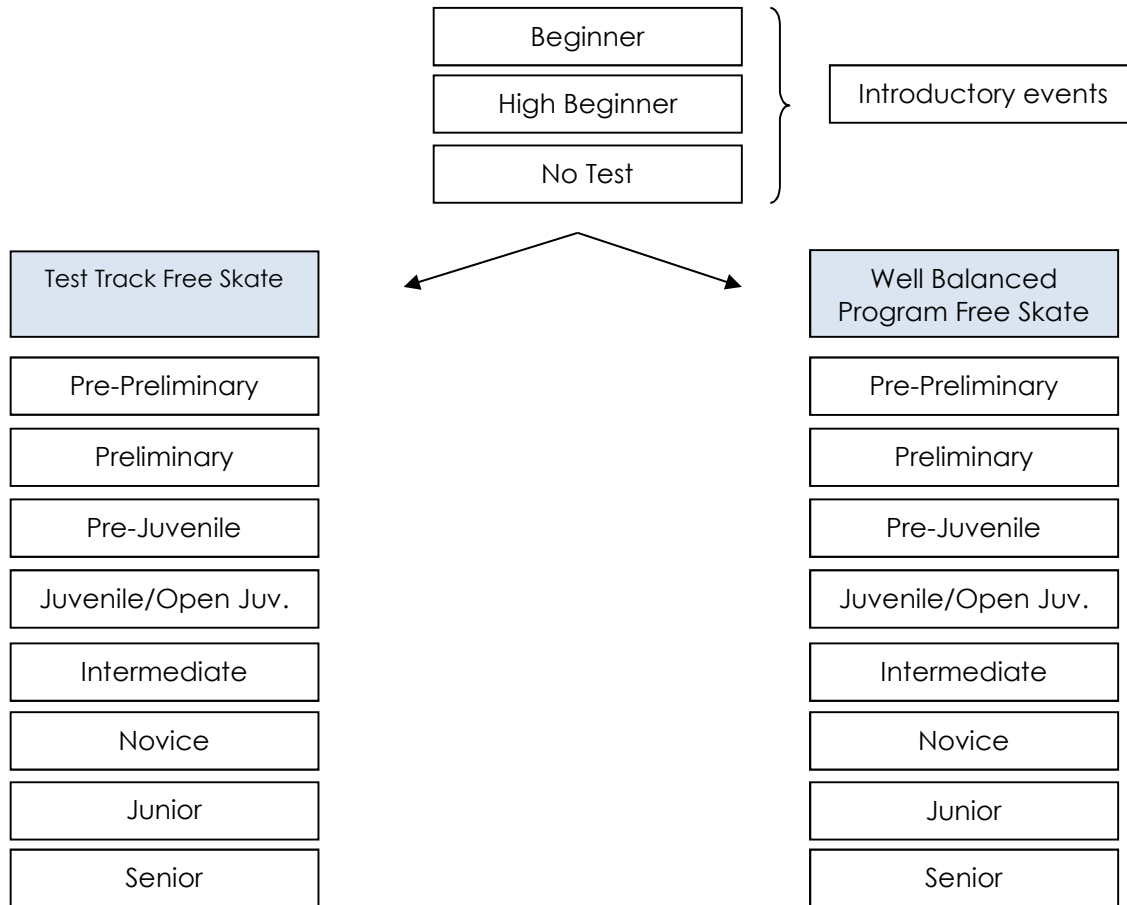 Beginner
High Beginner
Introductory events
No Test
Test Track Free Skate
Pre-Preliminary
Preliminary
Pre-Juvenile
Juvenile/Open Juv.
Intermediate
Novice
Junior
Senior
Well Balanced
Program Free Skate
Pre-Preliminary
Preliminary
Pre-Juvenile
Juvenile/Open Juv.
Intermediate
Novice
Junior
Senior